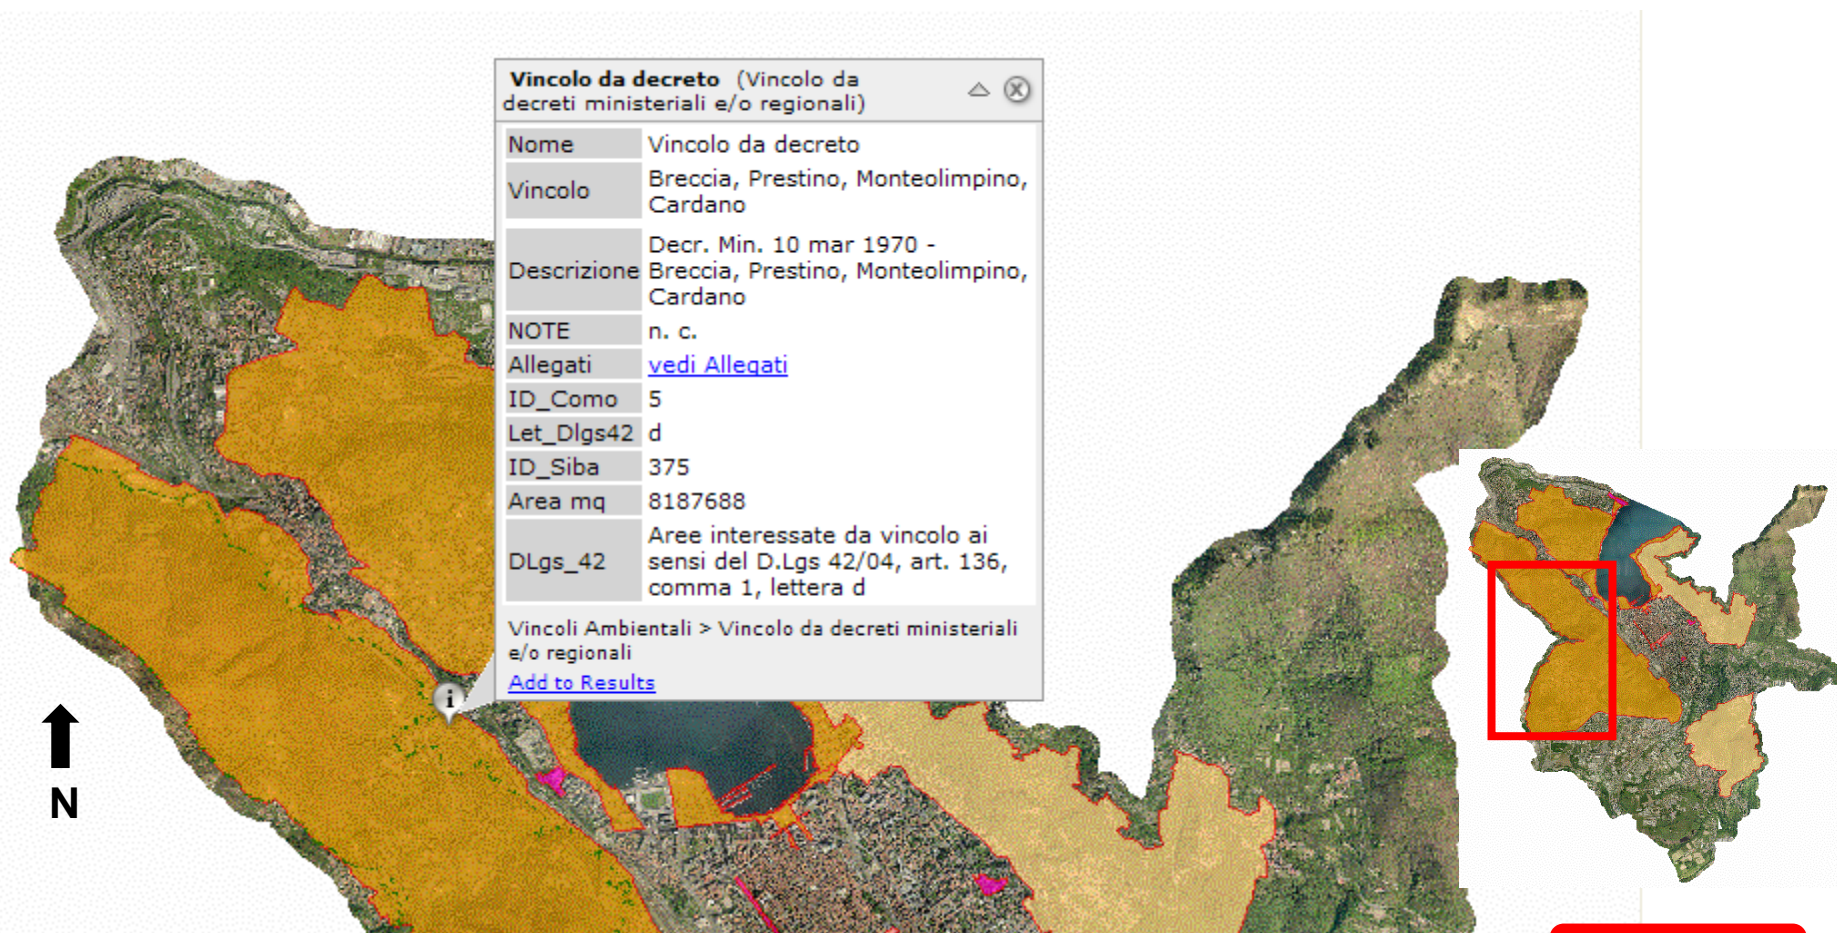 Vincolo da decreto (Vincolo da
decreti ministeriali e/o regionali)
Nome Vincolo da decreto
Vincolo Breccia, Prestino, Monteolimpino,
Cardano
Descrizione Decr. Min. 10 mar 1970 -
Breccia, Prestino, Monteolimpino,
Cardano
NOTE n. c.
Allegati vedi Allegati
ID_Como 5
Let_Dlgs42 d
ID_Siba 375
Area mq 8187688
DLgs_42 Aree interessate da vincolo ai
sensi del D.Lgs 42/04, art. 136,
comma 1, lettera d
Vincoli Ambientali > Vincolo da decreti ministeriali
e/o regionali
Add to Results
i
N